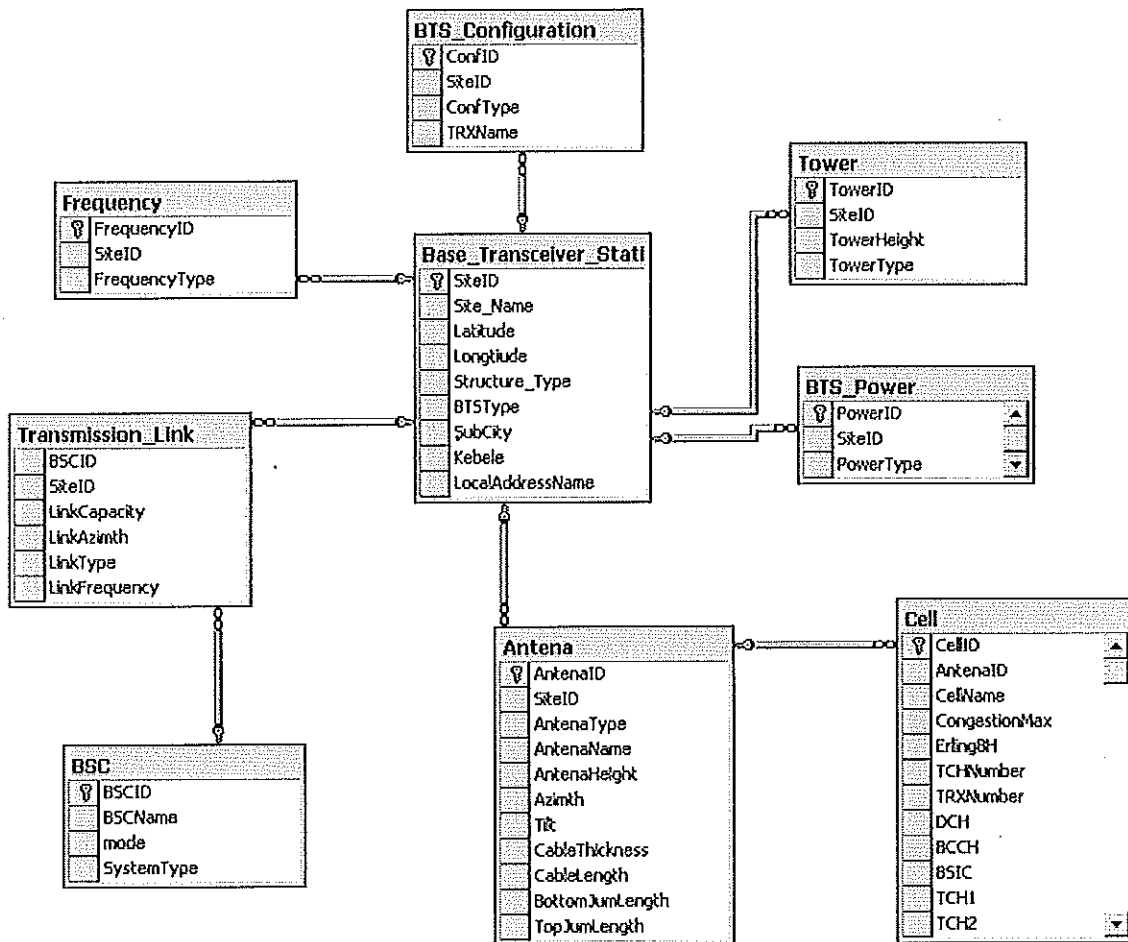 BTS_Configuration
ConfID
SiteID
ConfType
TRXName
Tower
TowerID
SiteID
TowerHeight
TowerType
Frequency
FrequencyID
SiteID
FrequencyType
Base_Transceiver_Stati
SiteID
Site_Name
Latitude
Longtiude
Structure_Type
BTSType
SubCity
Kebele
LocalAddressName
BTS_Power
PowerID
SiteID
PowerType
Transmission_Link
BSCID
SiteID
LinkCapacity
LinkAzimth
LinkType
LinkFrequency
BSC
BSCID
BSCName
mode
SystemType
Antena
AntenaID
SiteID
AntenaType
AntenaName
AntenaHeight
Azimth
Tilt
CableThickness
CableLength
BottomJumLength
TopJumLength
Cell
CellID
AntenaID
CellName
CongestionMax
ErlingBH
TCHNumber
TRXNumber
DCH
BCCH
BSIC
TCH1
TCH2